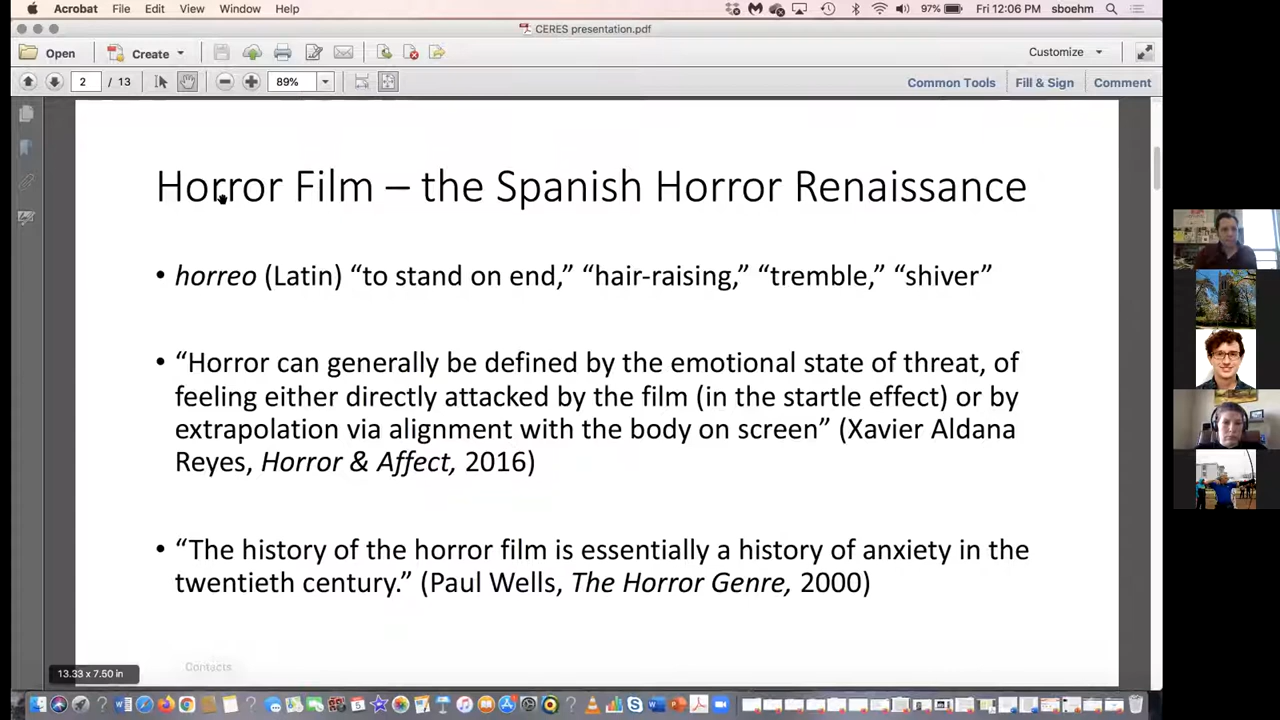 Acrobat File Edit View Window Help 97% Fri 12:06 PM sboehm
CERES presentation.pdf
Open Create Customize
2 / 13 89% Common Tools Fill & Sign Comment
Horror Film – the Spanish Horror Renaissance
• horreo (Latin) “to stand on end,” “hair-raising,” “tremble,” “shiver”
• “Horror can generally be defined by the emotional state of threat, of
feeling either directly attacked by the film (in the startle effect) or by
extrapolation via alignment with the body on screen” (Xavier Aldana
Reyes, Horror & Affect, 2016)
• “The history of the horror film is essentially a history of anxiety in the
twentieth century.” (Paul Wells, The Horror Genre, 2000)
Contacts
13.33 x 7.50 in